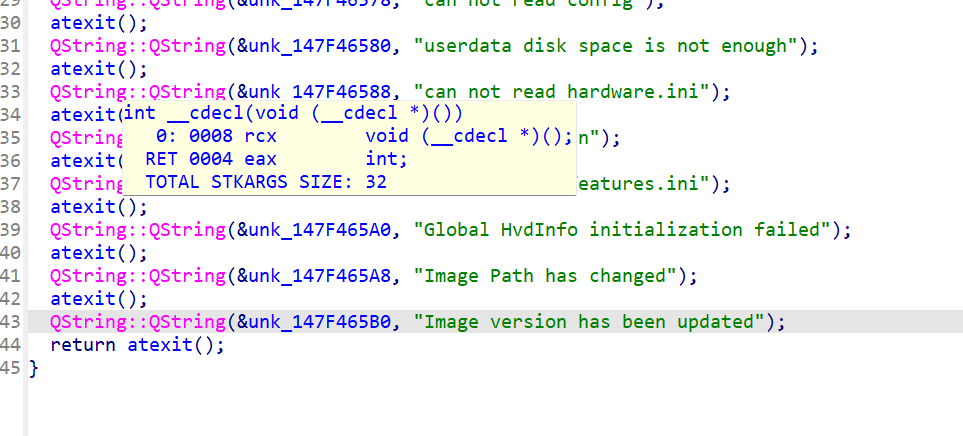 29 QString::QString(&unk_147F46578, "can not read config");
30 atexit();
31 QString::QString(&unk_147F46580, "userdata disk space is not enough");
32 atexit();
33 QString::QString(&unk_147F46588, "can not read hardware.ini");
34 atexit(
int __cdecl(void (__cdecl *)())
35 QString n");
0: 0008 rcx void (__cdecl *)();
36 atexit(
RET 0004 eax int;
37 QString eatures.ini");
TOTAL STKARGS SIZE: 32
38 atexit();
39 QString::QString(&unk_147F465A0, "Global HvdInfo initialization failed");
40 atexit();
41 QString::QString(&unk_147F465A8, "Image Path has changed");
42 atexit();
43 QString::QString(&unk_147F465B0, "Image version has been updated");
44 return atexit();
45 }